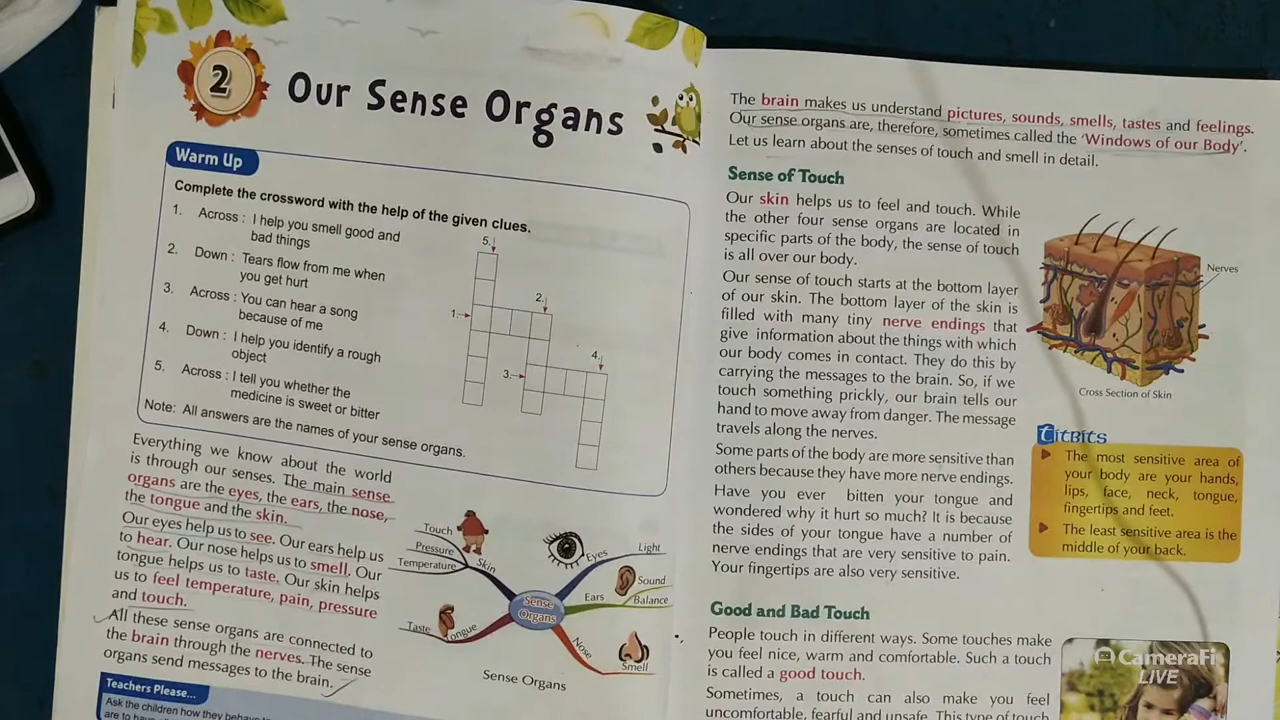 2
Our Sense Organs
Warm Up
Complete the crossword with the help of the given clues.
1. Across : I help you smell good and
bad things
2. Down : Tears flow from me when
you get hurt
3. Across : You can hear a song
because of me
4. Down : I help you identify a rough
object
5. Across : I tell you whether the
medicine is sweet or bitter
Note: All answers are the names of your sense organs.
5.
2.
1.
4.
3.
Everything we know about the world
is through our senses. The main sense
organs are the eyes, the ears, the nose,
the tongue and the skin.
Our eyes help us to see. Our ears help us
to hear. Our nose helps us to smell. Our
tongue helps us to taste. Our skin helps
us to feel temperature, pain, pressure
and touch.
All these sense organs are connected to
the brain through the nerves. The sense
organs send messages to the brain.
Touch
Pressure
Temperature
Skin
Taste
Tongue
Sense
Organs
Eyes
Light
Ears
Sound
Balance
Nose
Smell
Sense Organs
Teachers Please...
Ask the children how they behave
are to have
The brain makes us understand pictures, sounds, smells, tastes and feelings.
Our sense organs are, therefore, sometimes called the 'Windows of our Body'.
Let us learn about the senses of touch and smell in detail.
Sense of Touch
Our skin helps us to feel and touch. While
the other four sense organs are located in
specific parts of the body, the sense of touch
is all over our body.
Our sense of touch starts at the bottom layer
of our skin. The bottom layer of the skin is
filled with many tiny nerve endings that
give information about the things with which
our body comes in contact. They do this by
carrying the messages to the brain. So, if we
touch something prickly, our brain tells our
hand to move away from danger. The message
travels along the nerves.
Some parts of the body are more sensitive than
others because they have more nerve endings.
Have you ever bitten your tongue and
wondered why it hurt so much? It is because
the sides of your tongue have a number of
nerve endings that are very sensitive to pain.
Your fingertips are also very sensitive.
Nerves
Cross Section of Skin
TitBits
The most sensitive area of
your body are your hands,
lips, face, neck, tongue,
fingertips and feet.
The least sensitive area is the
middle of your back.
Good and Bad Touch
People touch in different ways. Some touches make
you feel nice, warm and comfortable. Such a touch
is called a good touch.
Sometimes, a touch can also make you feel
uncomfortable, fearful and unsafe. This type of touch
CameraFi
LIVE